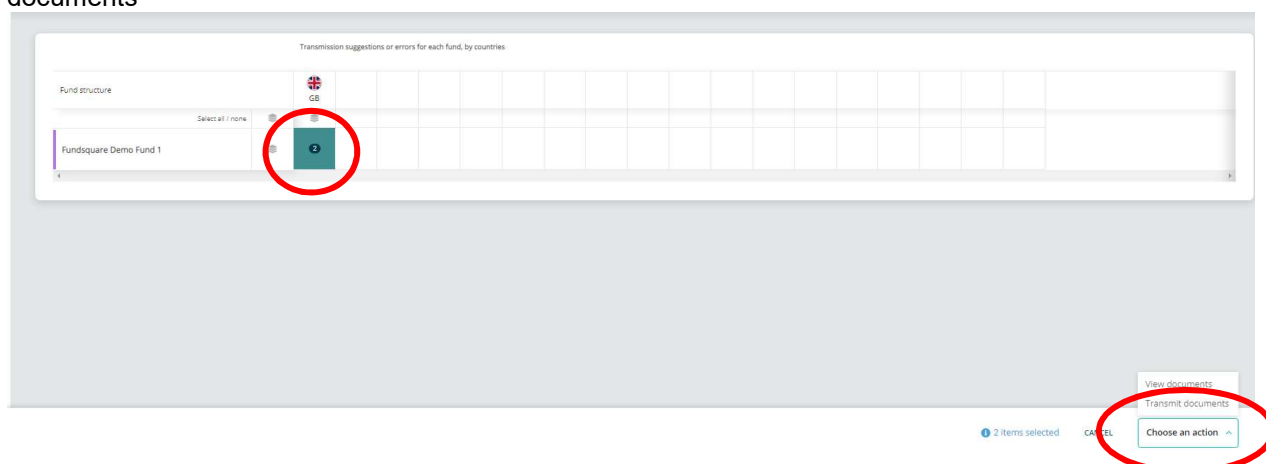 documents
Transmission suggestions or errors for each fund, by countries
Fund structure
GB
Select all / none
Fundsquare Demo Fund 1
2
View documents
Transmit documents
2 items selected
CANCEL
Choose an action